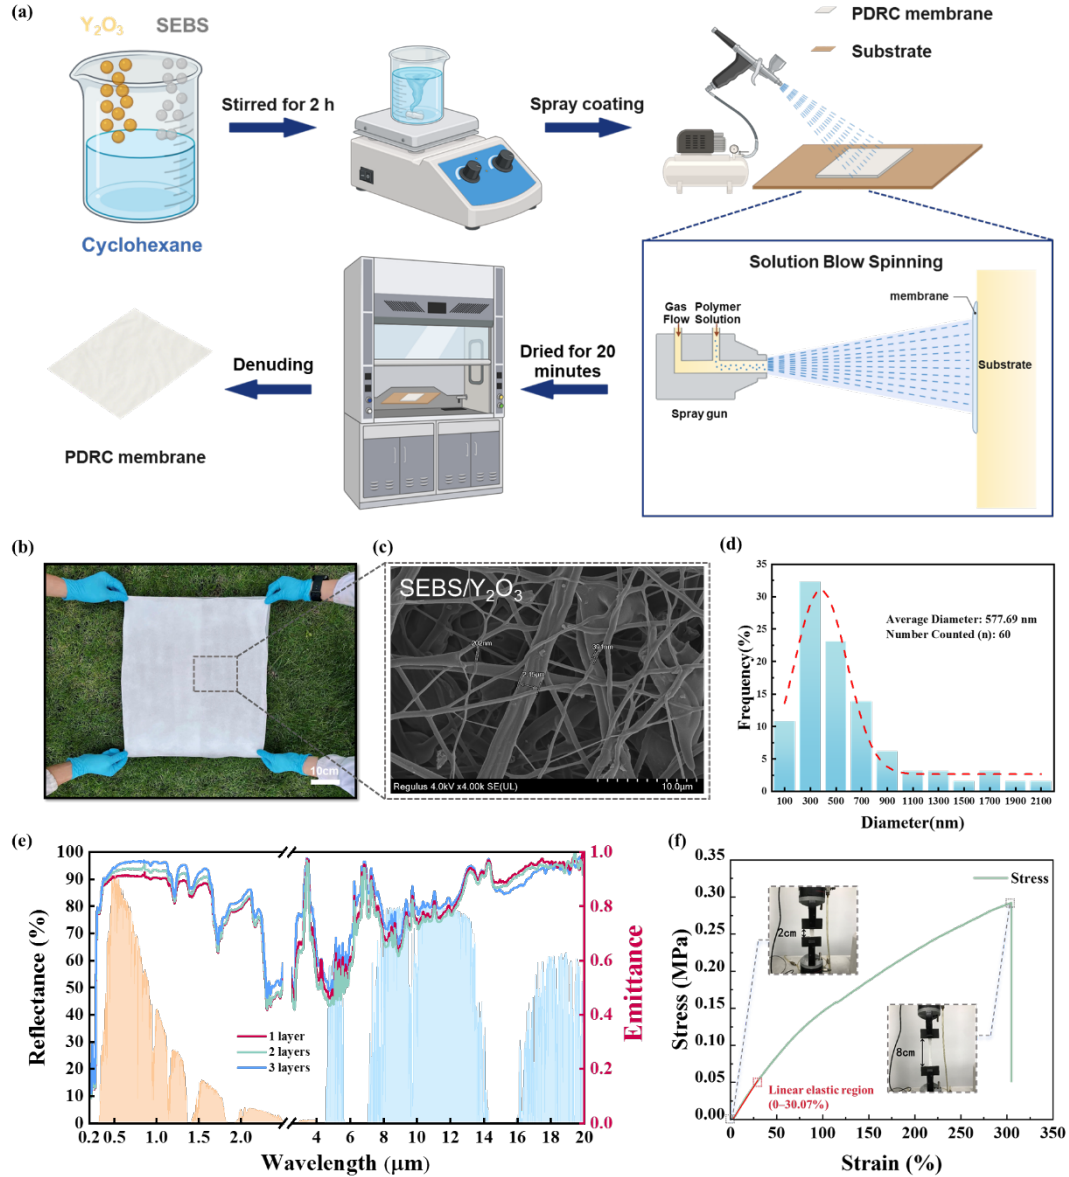 (a)
Y₂O₃ SEBS
Stirred for 2 h
Cyclohexane
Spray coating
PDRC membrane
Substrate
Solution Blow Spinning
Gas
Flow
Polymer
Solution
membrane
Substrate
Spray gun
Dried for 20
minutes
Denuding
PDRC membrane
(b)
10cm
(c)
SEBS/Y₂O₃
Regulus 4.0kV x4.00k SE(UL)
10.0µm
(d)
Frequency(%)
35
30
25
20
15
10
5
0
Average Diameter: 577.69 nm
Number Counted (n): 60
100 300 500 700 900 1100 1300 1500 1700 1900 2100
Diameter(nm)
(e)
Reflectance (%)
100
90
80
70
60
50
40
30
20
10
0
1 layer
2 layers
3 layers
1.0
0.8
0.6
0.4
0.2
0.0
Emittance
0.2 0.5 1.0 2.0 4 6 8 10 12 14 16 18 20
Wavelength (µm)
(f)
Stress (MPa)
0.35
0.30
0.25
0.20
0.15
0.10
0.05
0.00
Stress
2cm
8cm
Linear elastic region
(0–30.07%)
0 50 100 150 200 250 300 350
Strain (%)